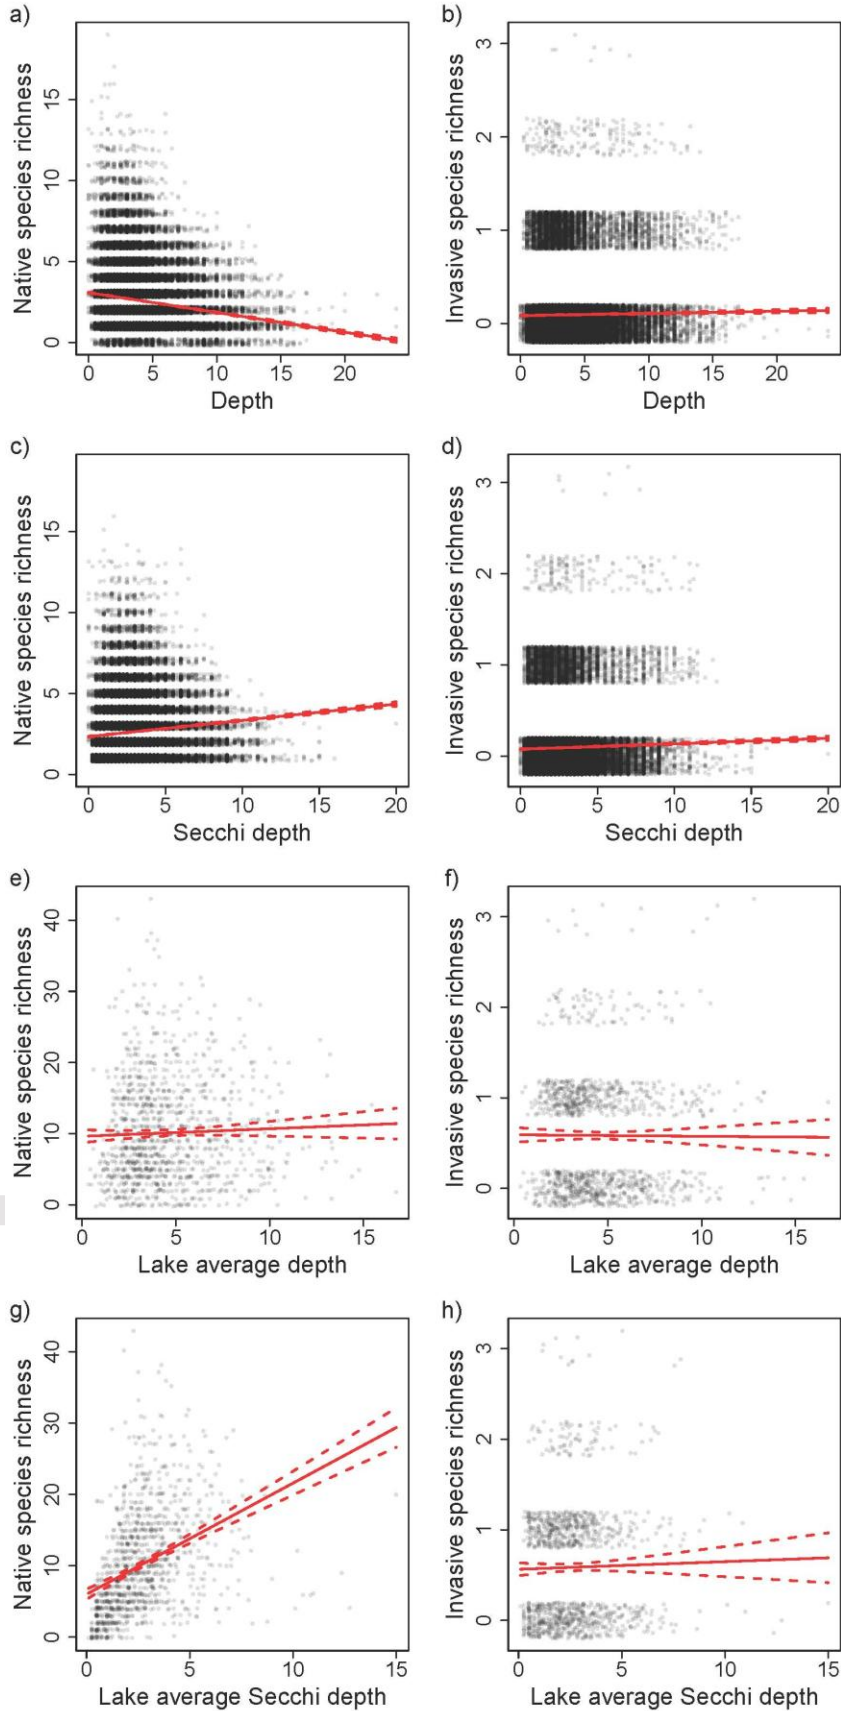 a)
b)
Native species richness
0 5 10 15
0 5 10 15 20
Depth
Invasive species richness
0 1 2 3
0 5 10 15 20
Depth
c)
d)
Native species richness
0 5 10 15
0 5 10 15 20
Secchi depth
Invasive species richness
0 1 2 3
0 5 10 15 20
Secchi depth
e)
f)
Native species richness
0 10 20 30 40
0 5 10 15
Lake average depth
Invasive species richness
0 1 2 3
0 5 10 15
Lake average depth
g)
h)
Native species richness
0 10 20 30 40
0 5 10 15
Lake average Secchi depth
Invasive species richness
0 1 2 3
0 5 10 15
Lake average Secchi depth